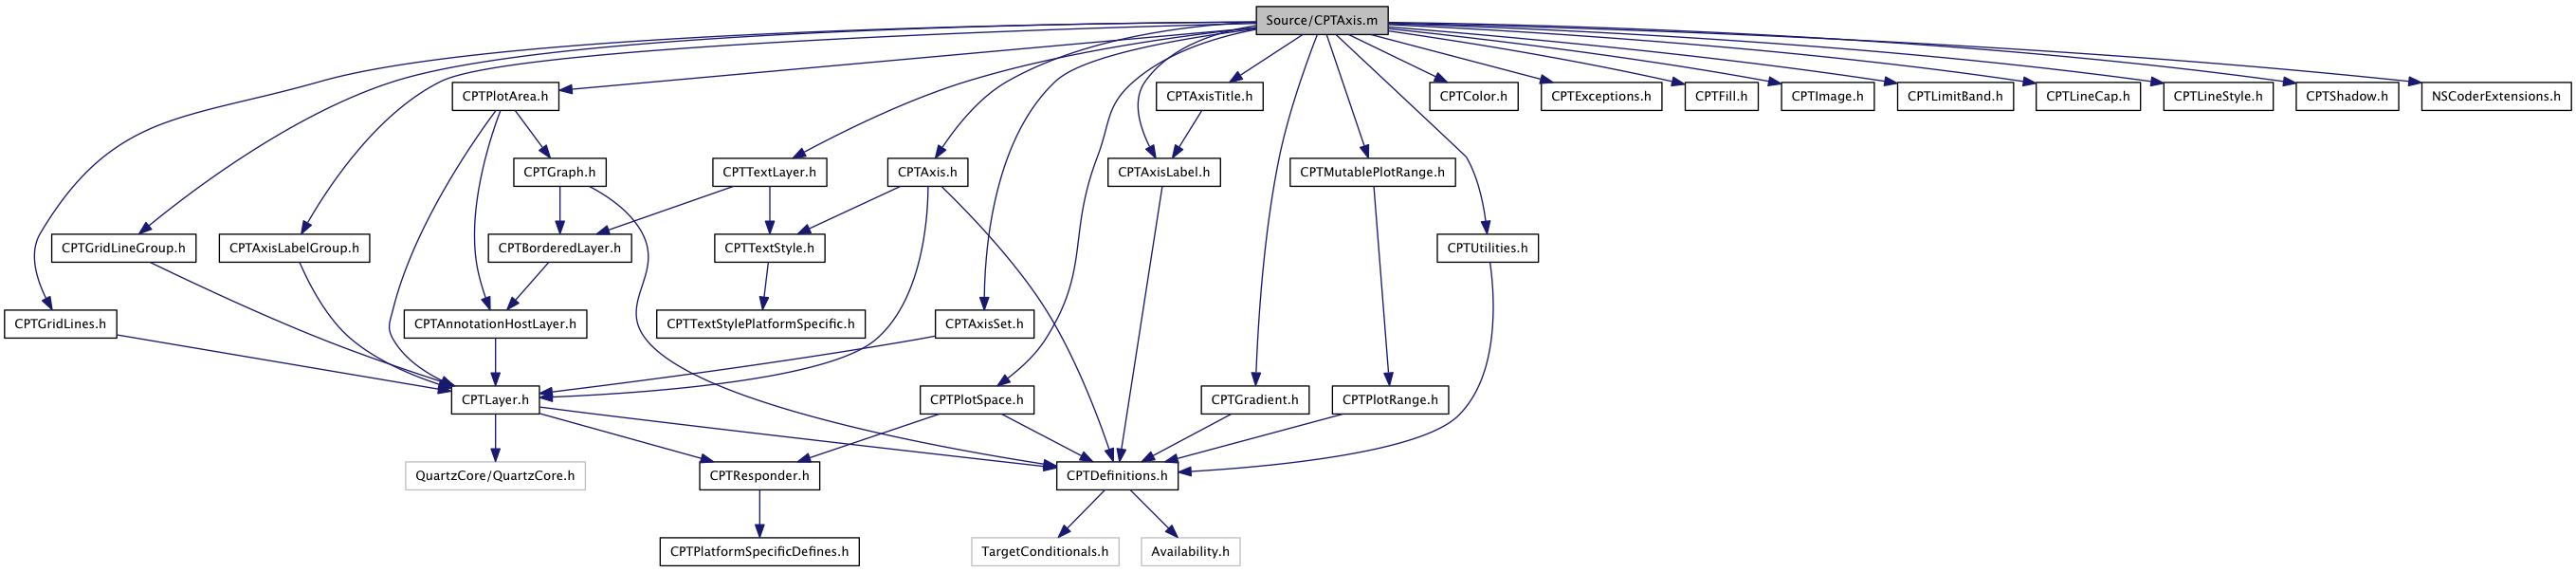 Source/CPTAxis.m
CPTPlotArea.h
CPTAxisTitle.h
CPTColor.h
CPTExceptions.h
CPTFill.h
CPTImage.h
CPTLimitBand.h
CPTLineCap.h
CPTLineStyle.h
CPTShadow.h
NSCoderExtensions.h
CPTGraph.h
CPTTextLayer.h
CPTAxis.h
CPTAxisLabel.h
CPTMutablePlotRange.h
CPTGridLineGroup.h
CPTAxisLabelGroup.h
CPTBorderedLayer.h
CPTTextStyle.h
CPTUtilities.h
CPTGridLines.h
CPTAnnotationHostLayer.h
CPTTextStylePlatformSpecific.h
CPTAxisSet.h
CPTLayer.h
CPTPlotSpace.h
CPTGradient.h
CPTPlotRange.h
QuartzCore/QuartzCore.h
CPTResponder.h
CPTDefinitions.h
CPTPlatformSpecificDefines.h
TargetConditionals.h
Availability.h